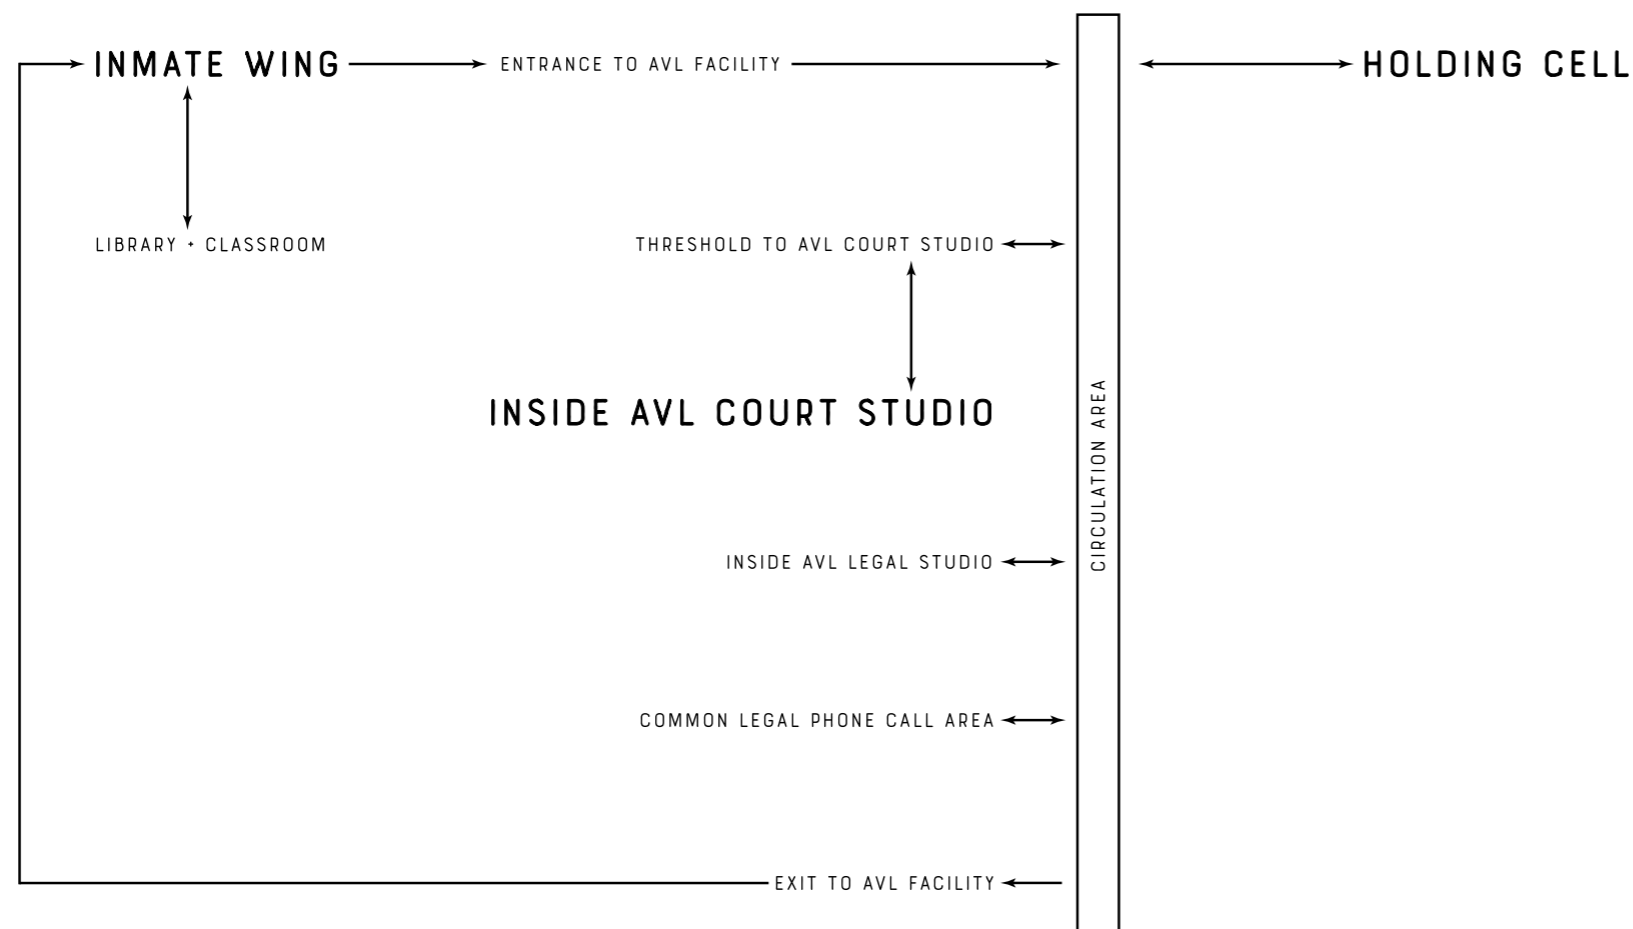 INMATE WING
ENTRANCE TO AVL FACILITY
HOLDING CELL
LIBRARY + CLASSROOM
THRESHOLD TO AVL COURT STUDIO
INSIDE AVL COURT STUDIO
CIRCULATION AREA
INSIDE AVL LEGAL STUDIO
COMMON LEGAL PHONE CALL AREA
EXIT TO AVL FACILITY